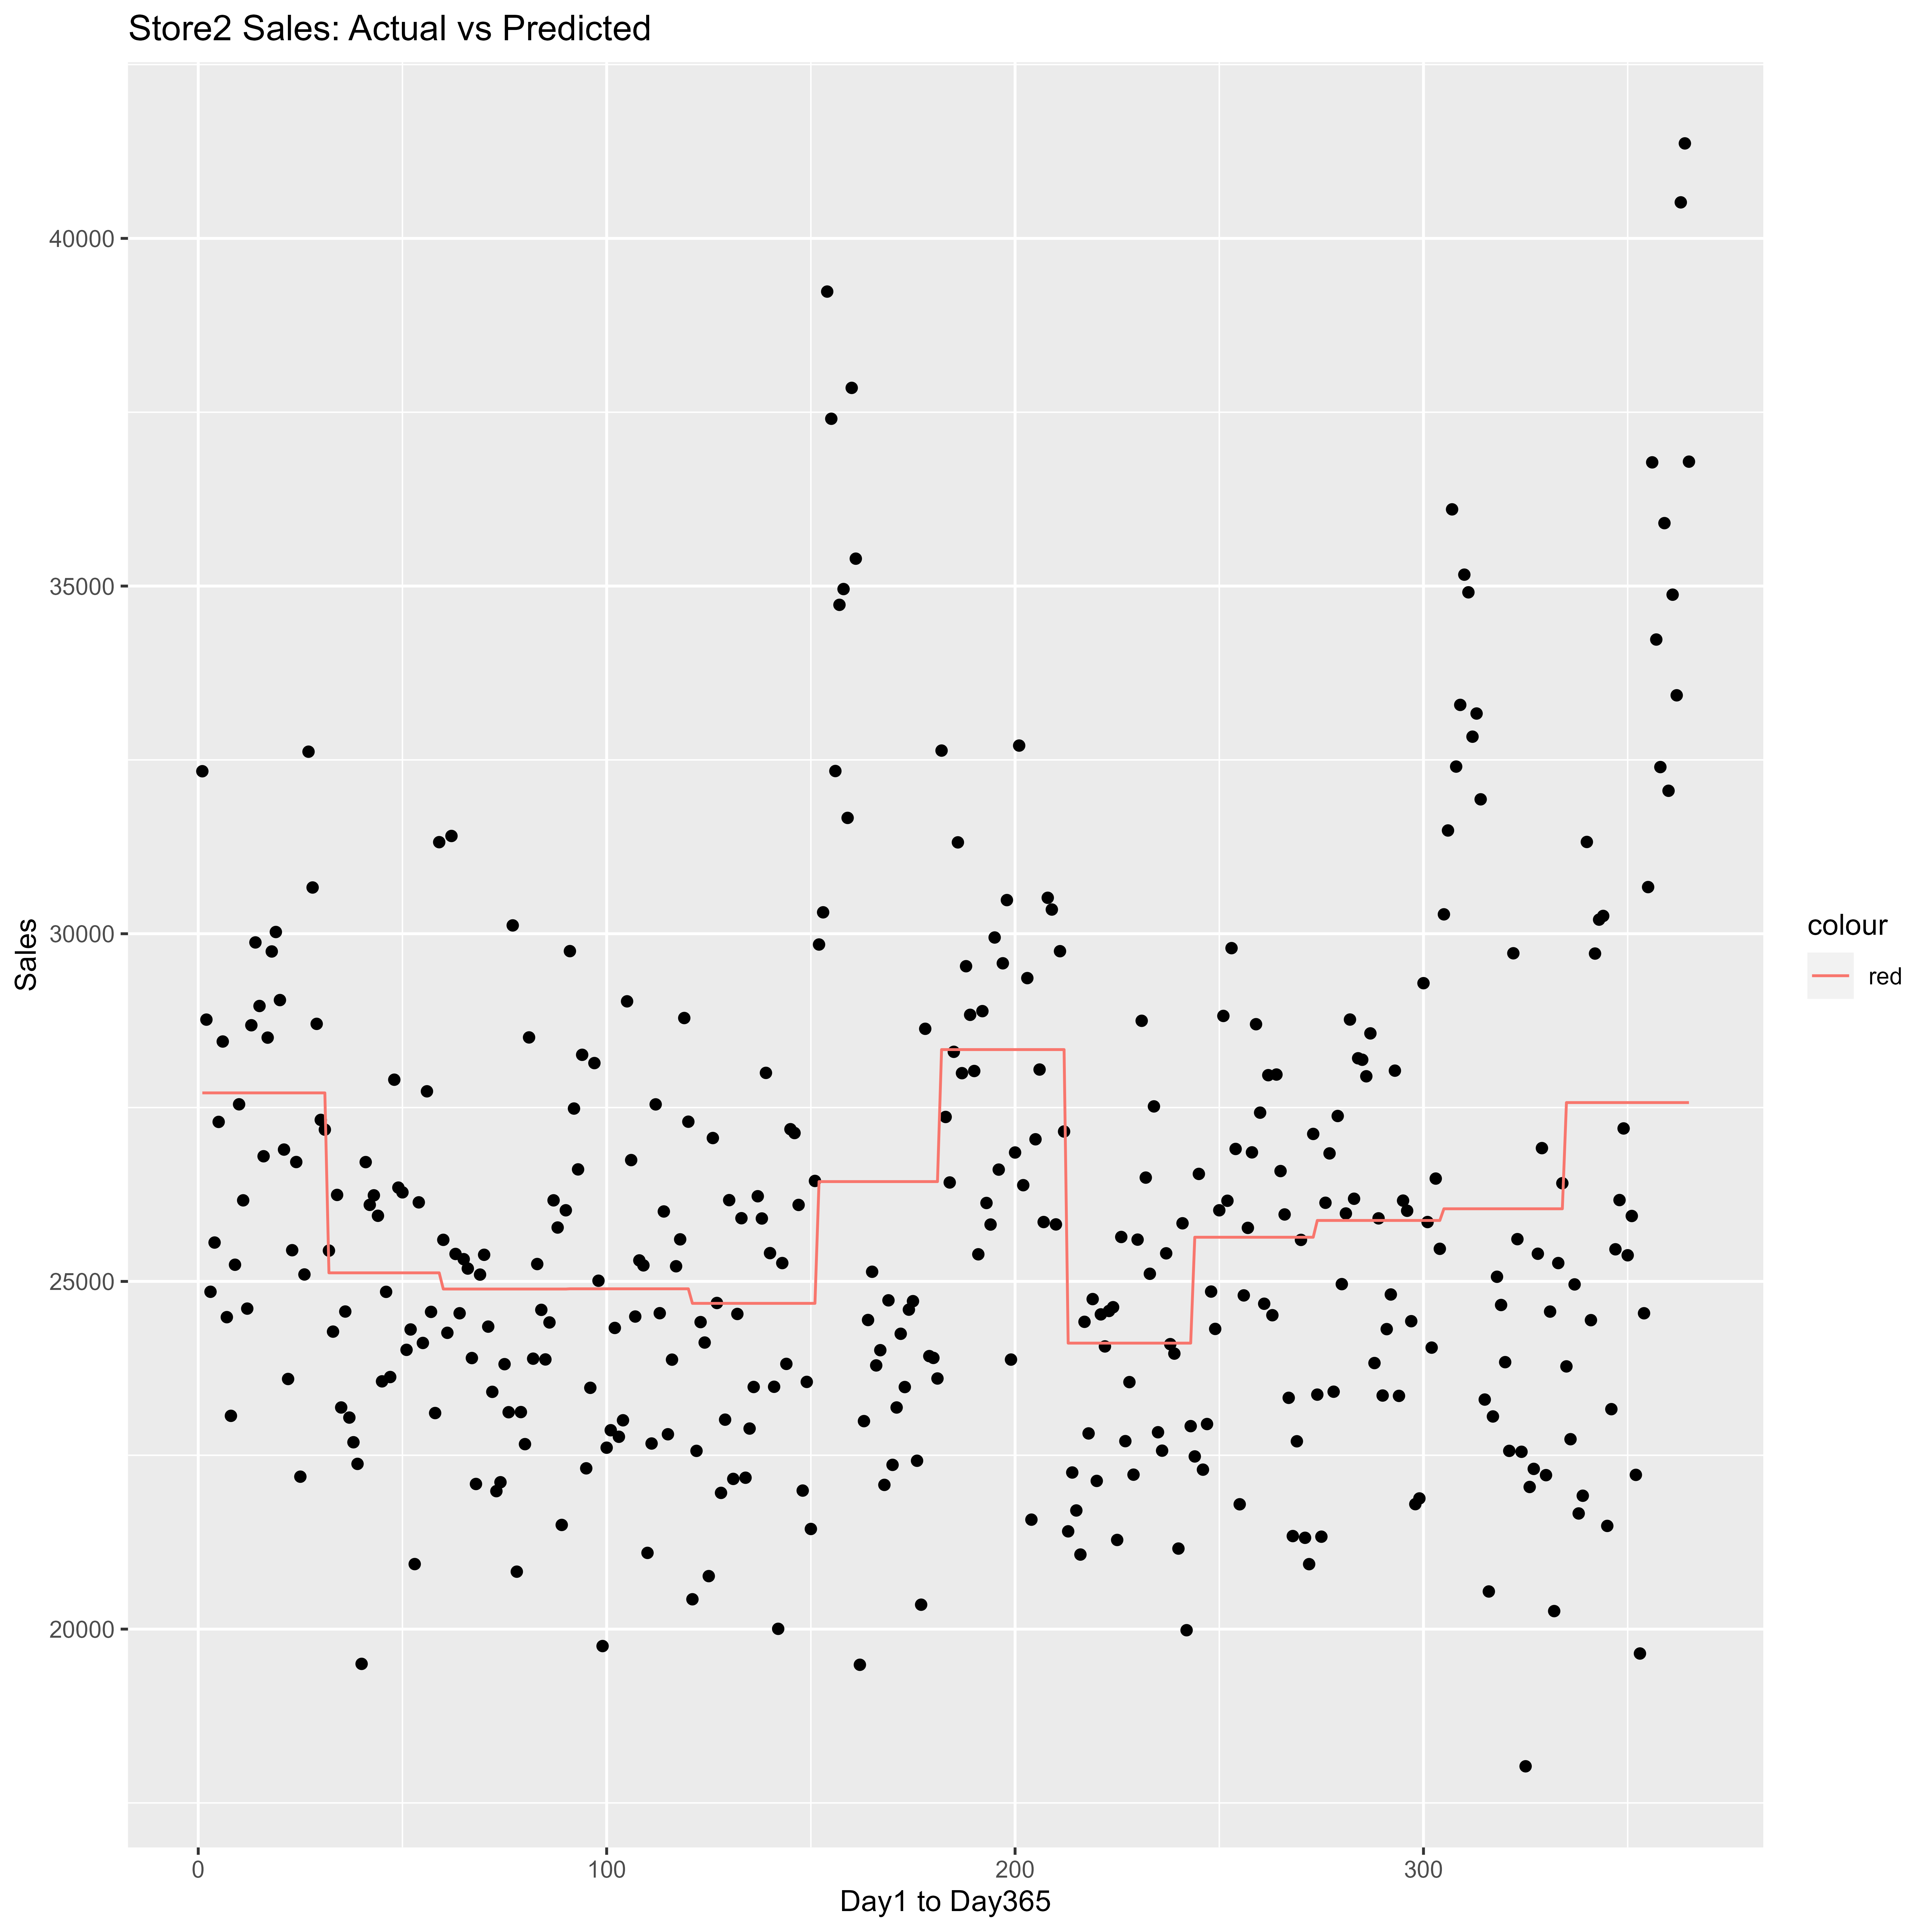 Store2 Sales: Actual vs Predicted
40000
35000
30000
25000
20000
Sales
0
100
200
300
Day1 to Day365
colour
red